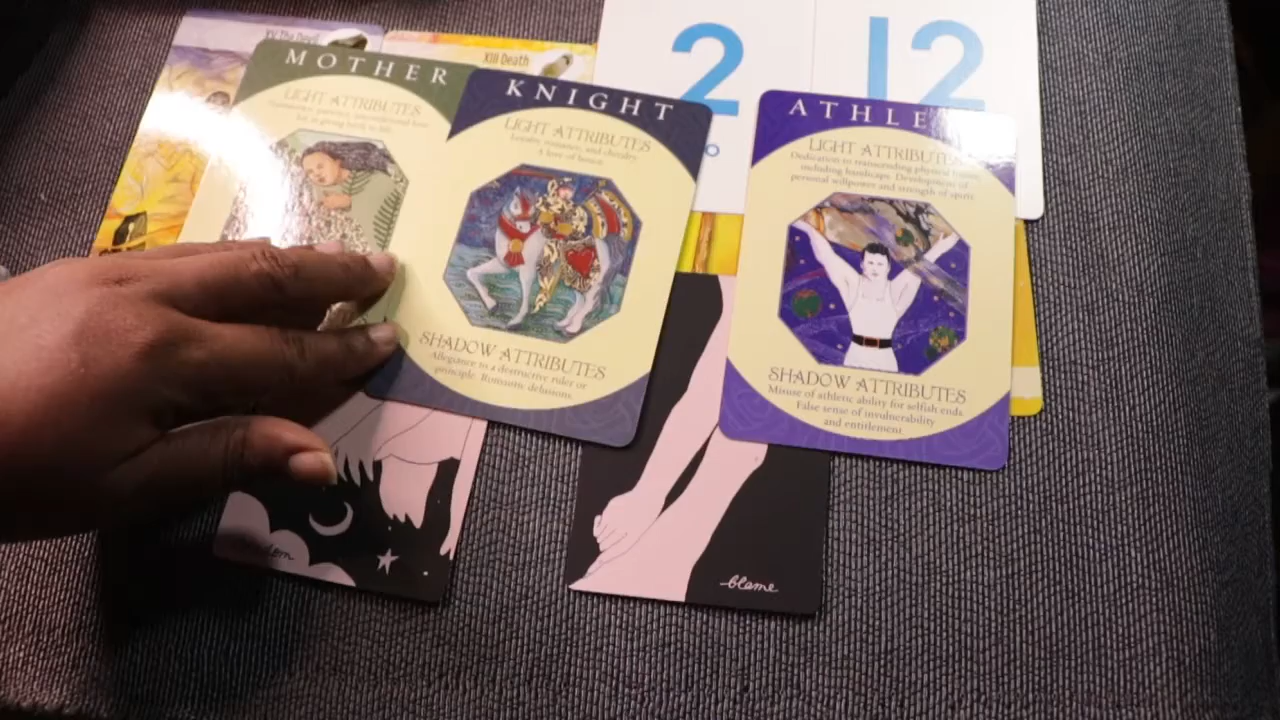 XV The Devil
XIII Death
2
12
MOTHER
LIGHT ATTRIBUTES
KNIGHT
LIGHT ATTRIBUTES
Loyalty, romance, and chivalry.
A love of honor.
SHADOW ATTRIBUTES
Allegiance to a destructive ruler or
principle. Romantic delusions.
ATHLE
LIGHT ATTRIBUTES
Dedication to transcending physical limits,
including handicaps. Development of
personal willpower and strength of spirit.
SHADOW ATTRIBUTES
Misuse of athletic ability for selfish ends.
False sense of invulnerability
and entitlement.
blame